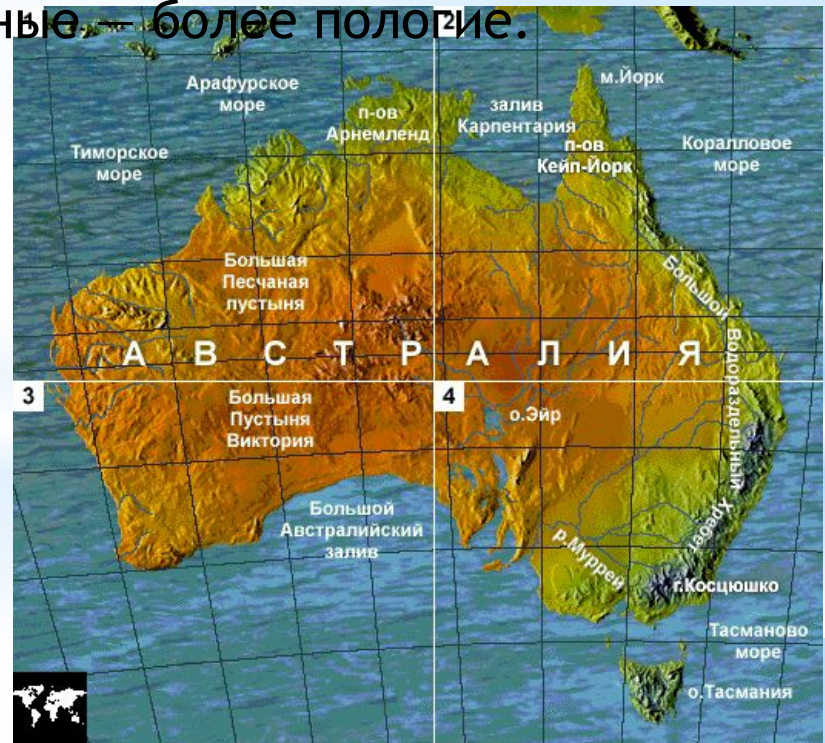 ные – более пологие.
2
м.Йорк
Арафурское
море
п-ов
Арнемленд
залив
Карпентария
п-ов
Кейп-Йорк
Коралловое
море
Тиморское
море
Большая
Песчаная
пустыня
Большой
Водораздельный
Хребет
АВСТРАЛИЯ
3
4
Большая
Пустыня
Виктория
о.Эйр
Большой
Австралийский
залив
р.Муррей
г.Косцюшко
Тасманово
море
о.Тасмания